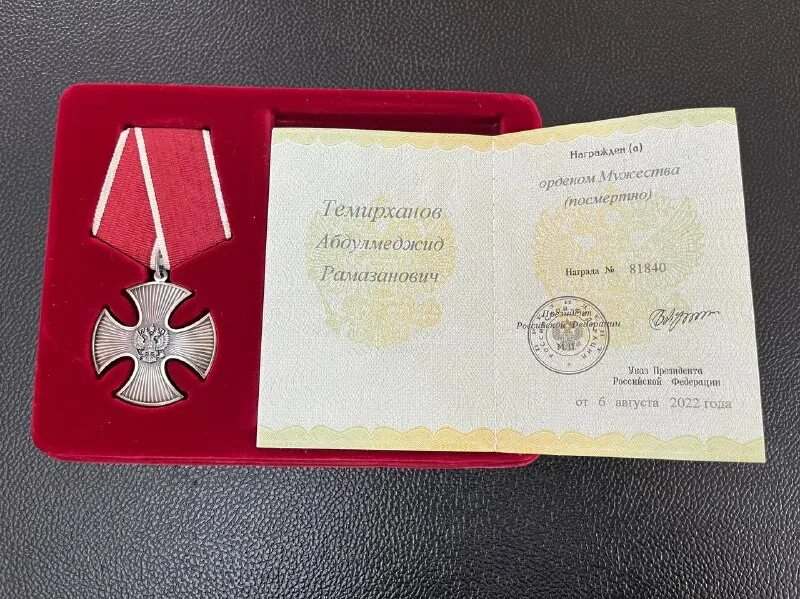 Темирханов
Абдулмеджид
Рамазанович
Награжден (а)
орденом Мужества
(посмертно)
Награда № 81840
Президент
Российской Федерации
М.П.
Указ Президента
Российской Федерации
от 6 августа 2022 года